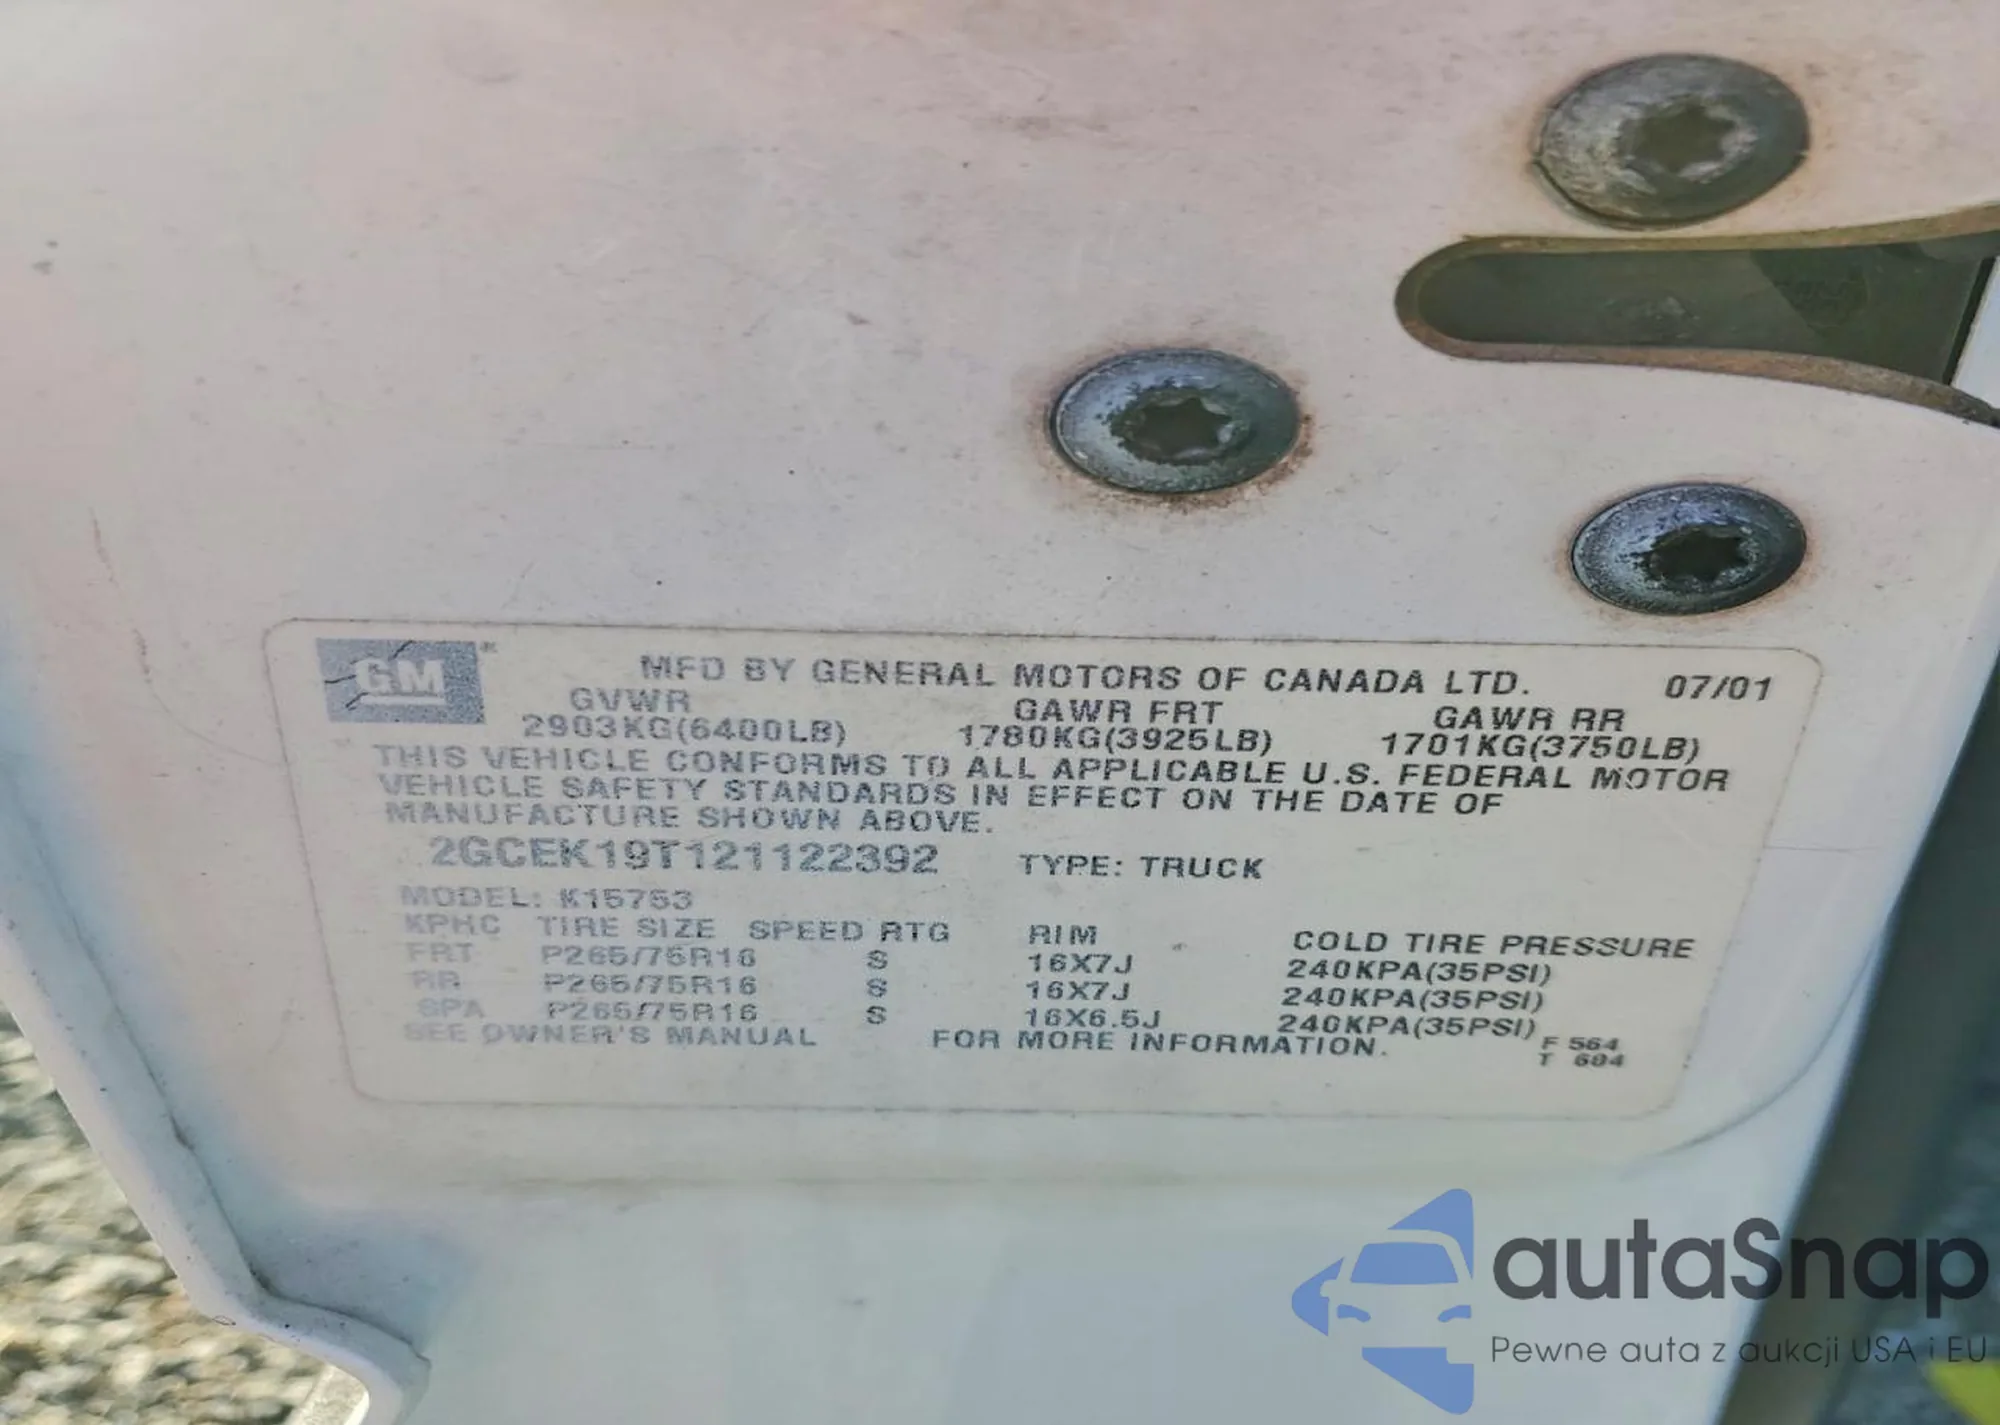 GM
MFD BY GENERAL MOTORS OF CANADA LTD. 07/01
GVWR GAWR FRT GAWR RR
2903KG(6400LB) 1780KG(3925LB) 1701KG(3750LB)
THIS VEHICLE CONFORMS TO ALL APPLICABLE U.S. FEDERAL MOTOR
VEHICLE SAFETY STANDARDS IN EFFECT ON THE DATE OF
MANUFACTURE SHOWN ABOVE.
2GCEK19T121122392 TYPE: TRUCK
MODEL: K15753
KPHC TIRE SIZE SPEED RTG RIM COLD TIRE PRESSURE
FRT P265/75R16 S 16X7J 240KPA(35PSI)
RR P265/75R16 S 16X7J 240KPA(35PSI)
SPA P265/75R16 S 16X6.5J 240KPA(35PSI)
SEE OWNER'S MANUAL FOR MORE INFORMATION. F 564
T 604
autaSnap
Pewne auta z aukcji USA i EU